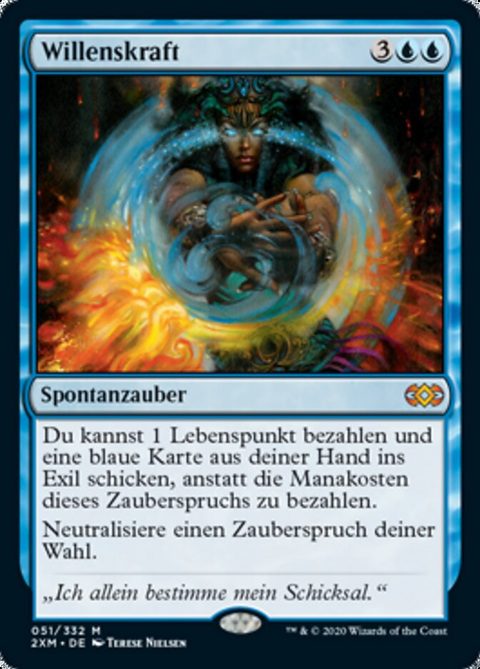 Willenskraft 3
Spontanzauber
Du kannst 1 Lebenspunkt bezahlen und
eine blaue Karte aus deiner Hand ins
Exil schicken, anstatt die Manakosten
dieses Zauberspruchs zu bezahlen.
Neutralisiere einen Zauberspruch deiner
Wahl.
„Ich allein bestimme mein Schicksal.“
051/332 M
2XM • DE Terese Nielsen
™ & © 2020 Wizards of the Coast